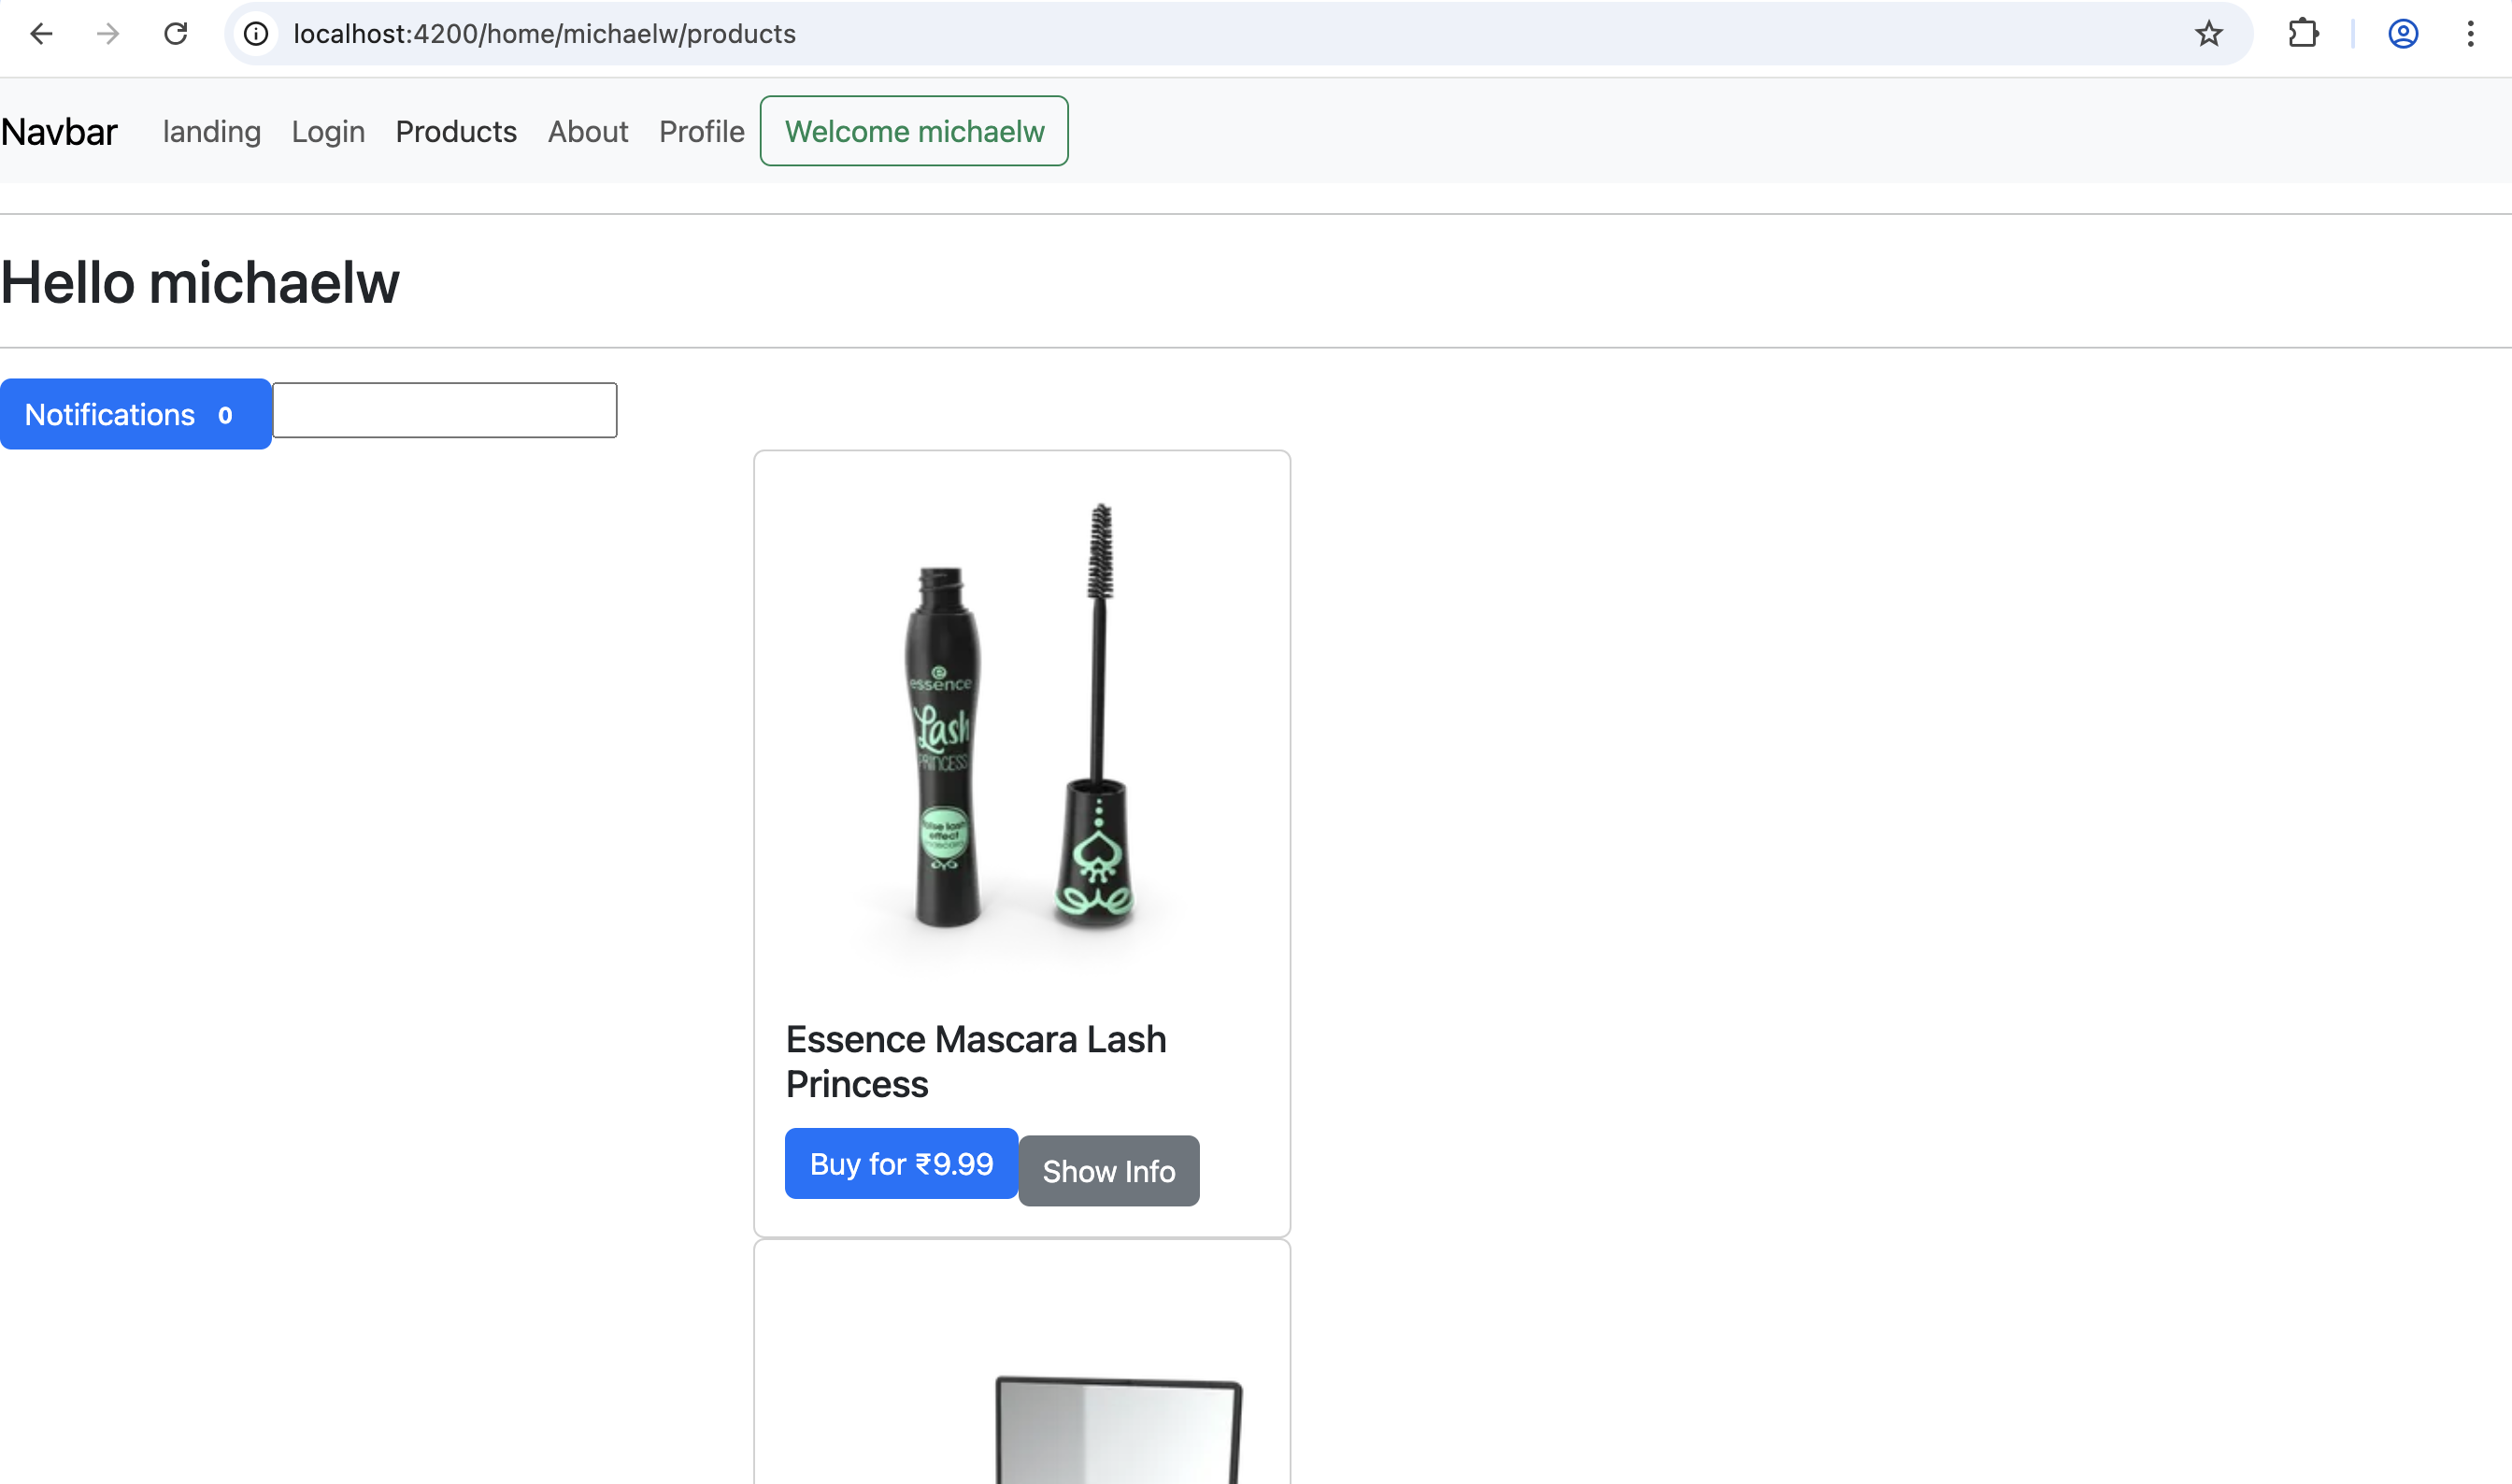 localhost:4200/home/michaelw/products
Navbar landing Login Products About Profile Welcome michaelw
Hello michaelw
Notifications 0
essence
Lash
PRINCESS
false lash
effect
Essence Mascara Lash
Princess
Buy for ₹9.99 Show Info